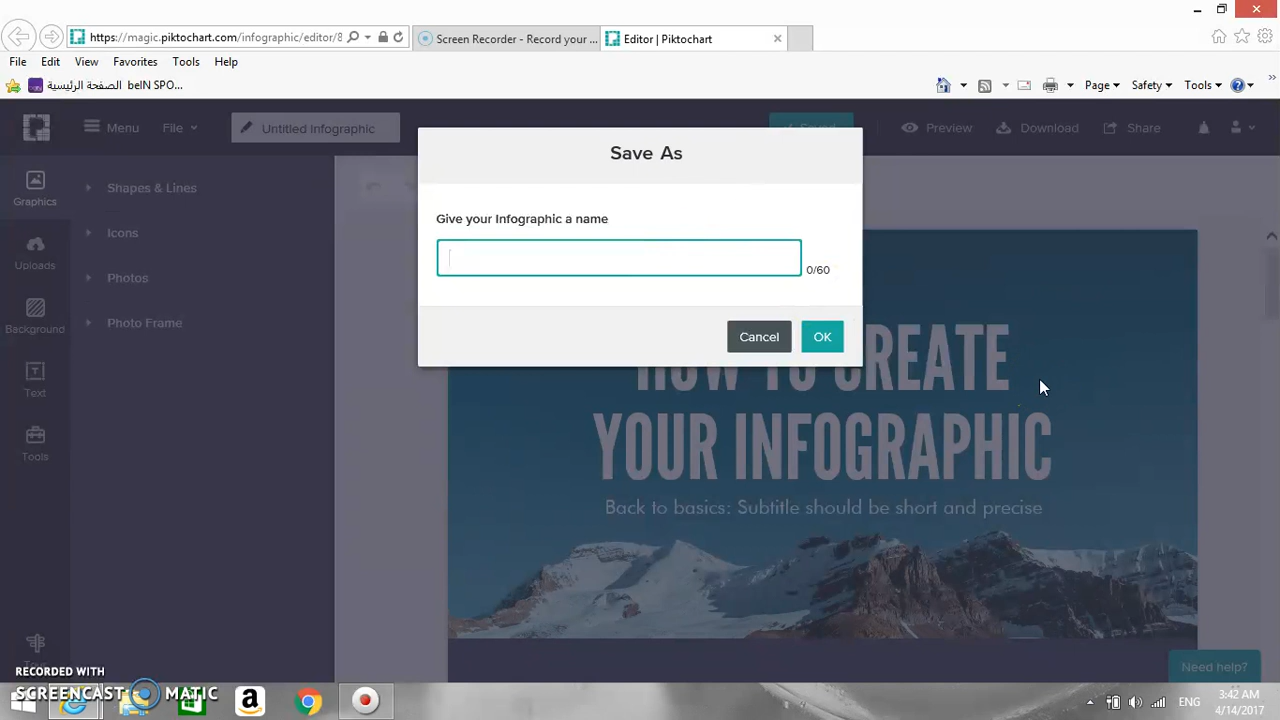 https://magic.piktochart.com/infographic/editor/8
Screen Recorder - Record your ...
Editor | Piktochart
File Edit View Favorites Tools Help
الصفحة الرئيسية beIN SPO...
Page Safety Tools
Menu
File
Untitled Infographic
Saved
Preview
Download
Share
Save As
Give your Infographic a name
0/60
Cancel
OK
Graphics
Uploads
Background
Text
Tools
Shapes & Lines
Icons
Photos
Photo Frame
HOW TO CREATE
YOUR INFOGRAPHIC
Back to basics: Subtitle should be short and precise
Need help?
RECORDED WITH
SCREENCAST MATIC
ENG
3:42 AM
4/14/2017